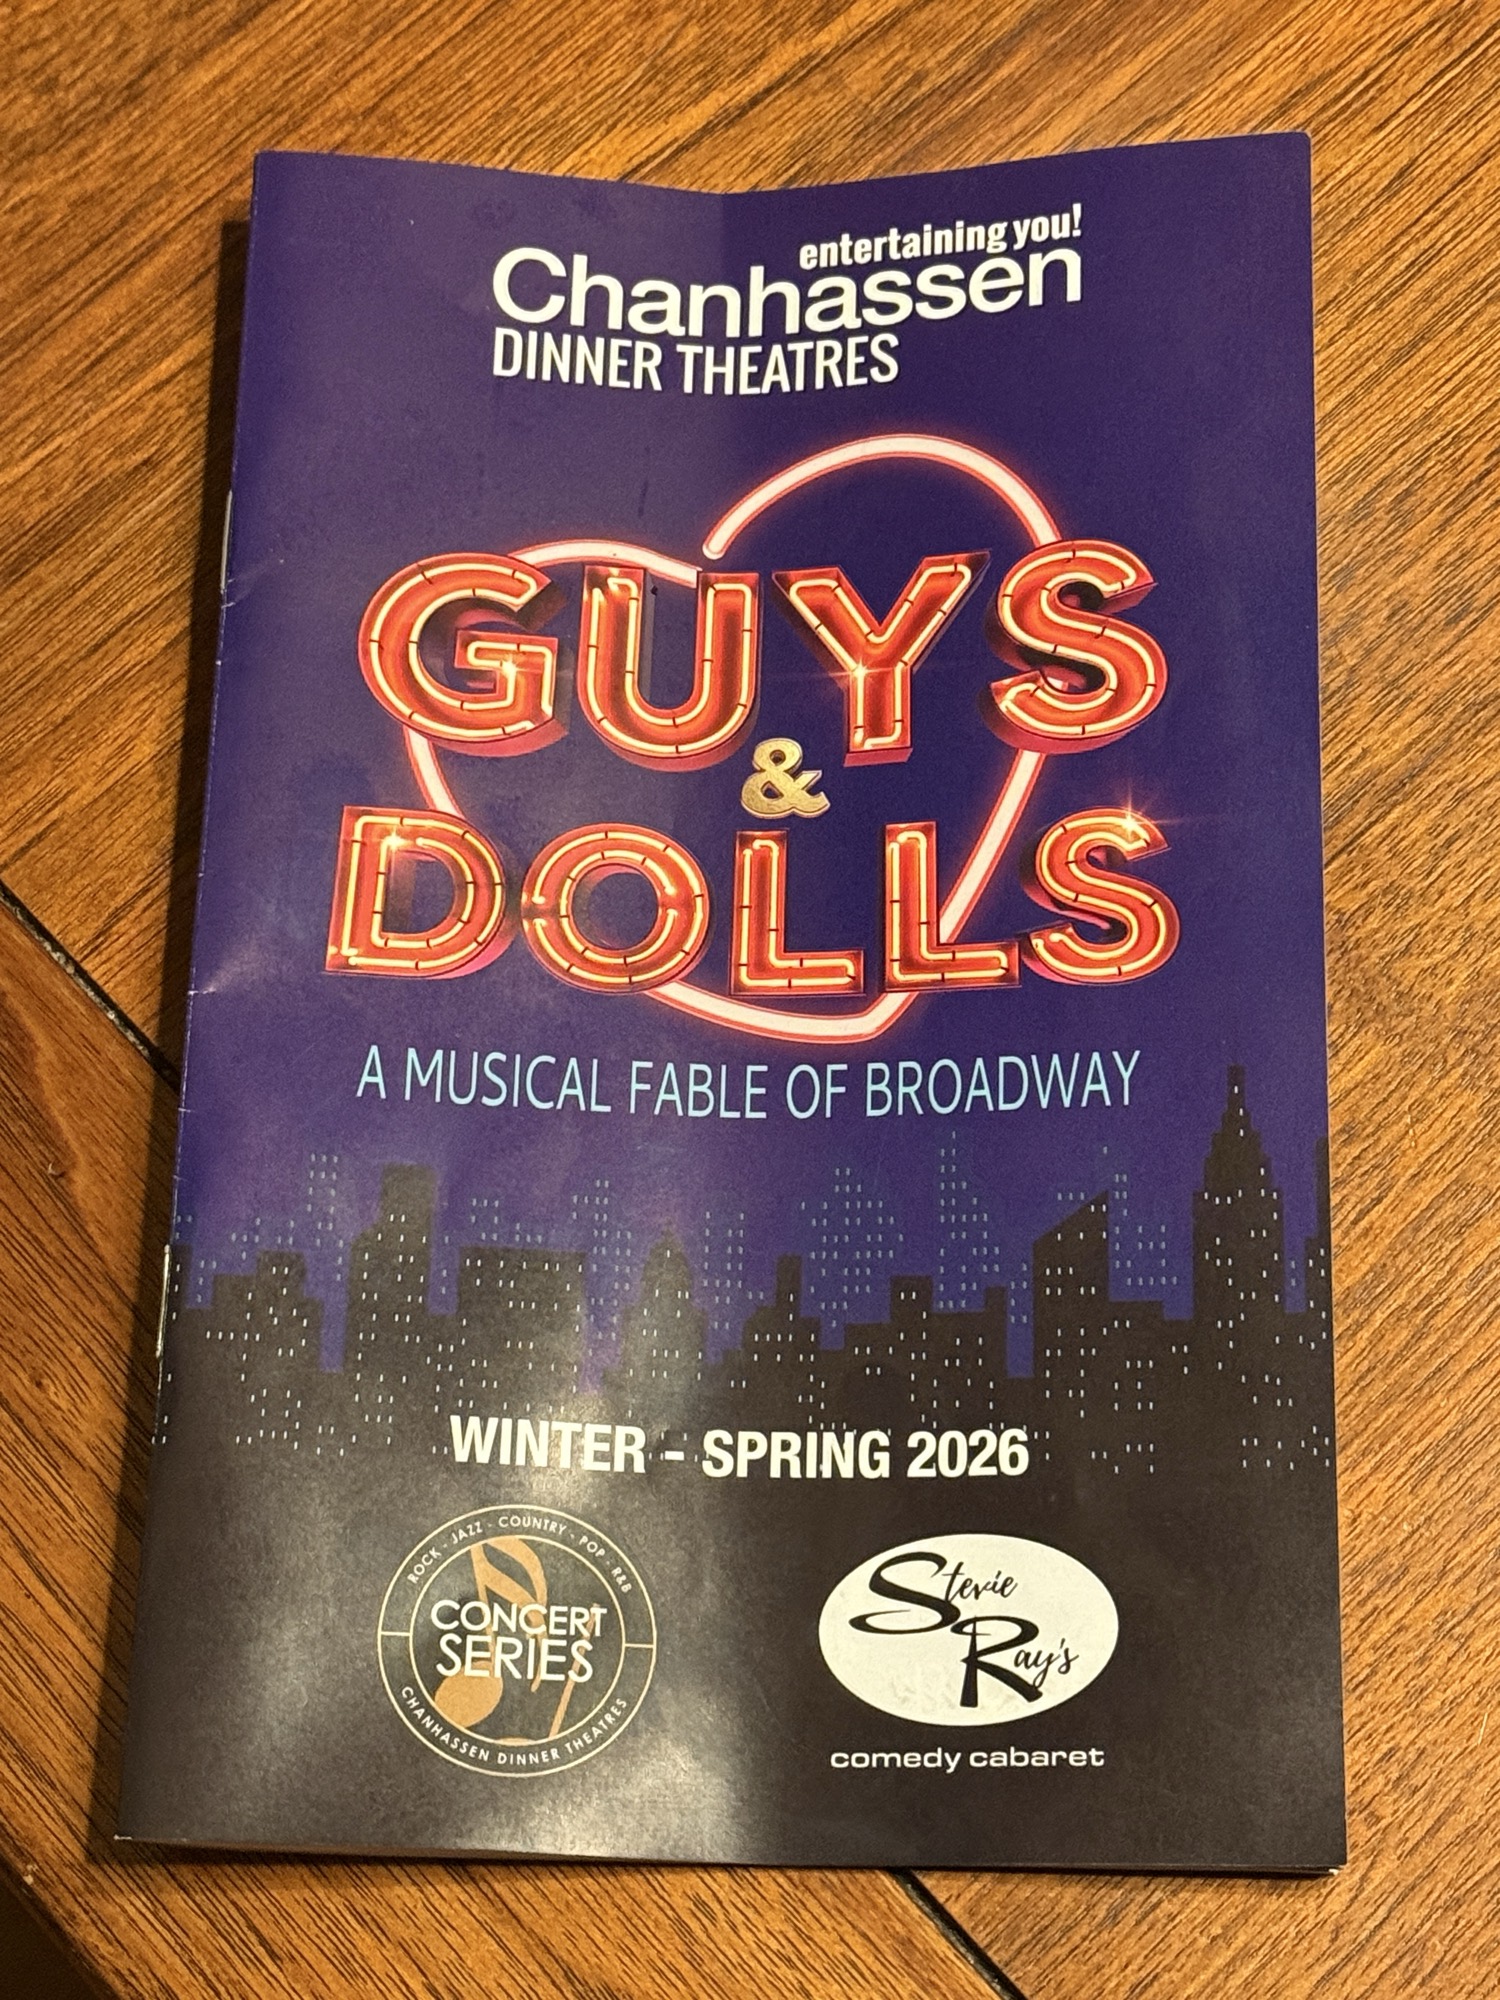 entertaining you!
Chanhassen
DINNER THEATRES
GUYS
&
DOLLS
A MUSICAL FABLE OF BROADWAY
WINTER - SPRING 2026
ROCK - JAZZ - COUNTRY - POP - R&B
CONCERT
SERIES
CHANHASSEN DINNER THEATRES
Stevie
Ray's
comedy cabaret